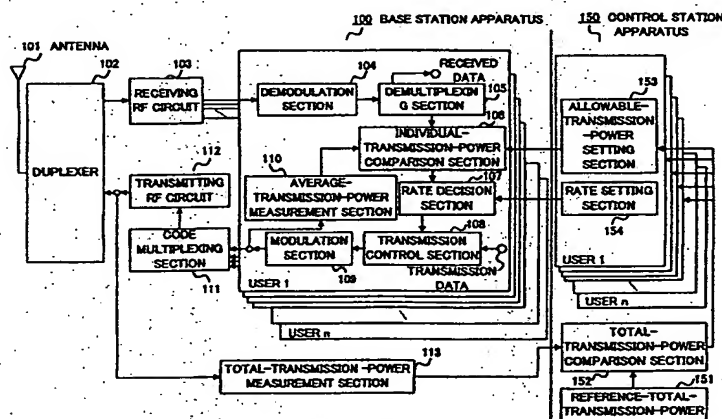 100 BASE STATION APPARATUS
150 CONTROL STATION
APPARATUS
101 ANTENNA
102
103
104
RECEIVED
DATA
153
DUPLEXER
RECEIVING
RF CIRCUIT
DEMODULATION
SECTION
DEMULTIPLEXIN
G SECTION
105
106
ALLOWABLE-
TRANSMISSION
-POWER
SETTING
SECTION
INDIVIDUAL-
TRANSMISSION-POWER
COMPARISON SECTION
112
110
107
TRANSMITTING
RF CIRCUIT
AVERAGE-
TRANSMISSION-POWER
MEASUREMENT SECTION
RATE DECISION
SECTION
RATE SETTING
SECTION
154
108
CODE
MULTIPLEXING
SECTION
111
MODULATION
SECTION
109
TRANSMISSION
CONTROL SECTION
TRANSMISSION
DATA
USER 1
USER 1
USER n
USER n
113
TOTAL-TRANSMISSION-POWER
MEASUREMENT SECTION
TOTAL-
TRANSMISSION-POWER
COMPARISON SECTION
152
151
REFERENCE-TOTAL-
TRANSMISSION-POWER